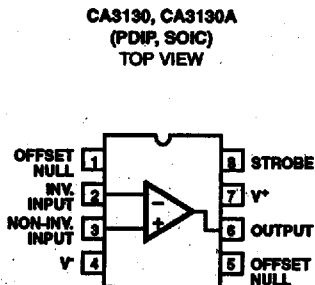 CA3130, CA3130A
(PDIP, SOIC)
TOP VIEW
OFFSET
NULL
1
8
STROBE
INV.
INPUT
2
7
V+
NON-INV.
INPUT
3
6
OUTPUT
V-
4
5
OFFSET
NULL